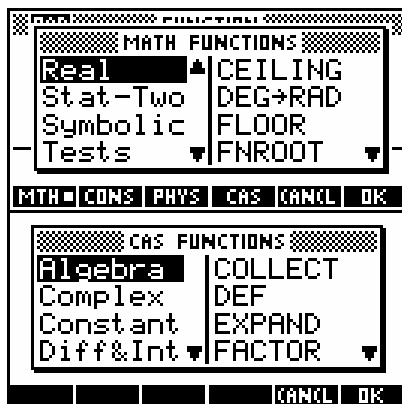 MATH FUNCTIONS
Real CEILING
Stat-Two DEG→RAD
Symbolic FLOOR
Tests FNROOT
MTH▪ CONS PHYS CAS CANCL OK
CAS FUNCTIONS
Algebra COLLECT
Complex DEF
Constant EXPAND
Diff&Int FACTOR
CANCL OK